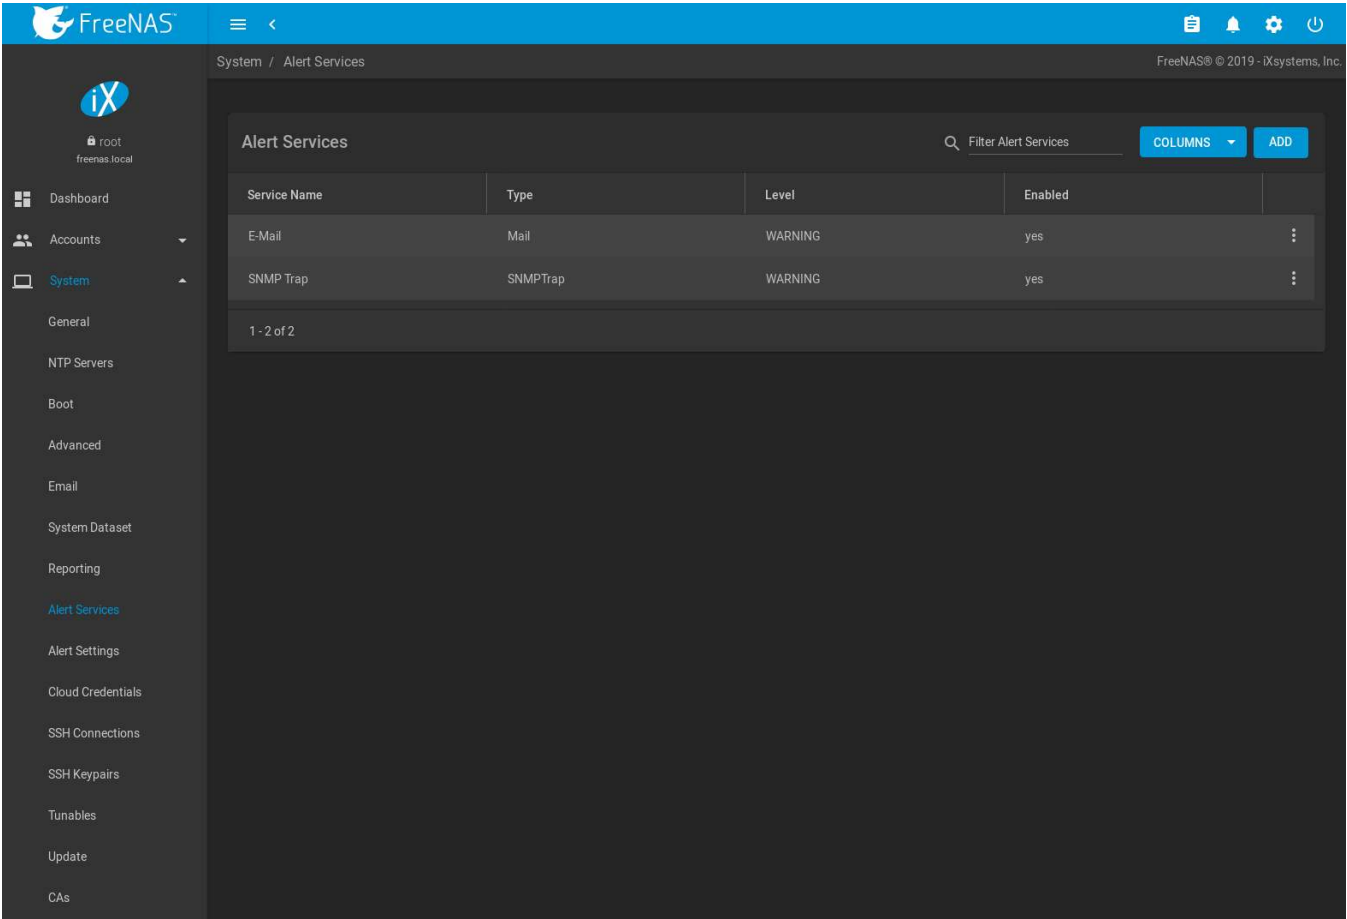 FreeNAS™
System / Alert Services
FreeNAS® © 2019 - iXsystems, Inc.
iX
root
freenas.local
Dashboard
Accounts
System
General
NTP Servers
Boot
Advanced
Email
System Dataset
Reporting
Alert Services
Alert Settings
Cloud Credentials
SSH Connections
SSH Keypairs
Tunables
Update
CAs
Alert Services
Filter Alert Services
COLUMNS
ADD
Service Name Type Level Enabled
E-Mail Mail WARNING yes
SNMP Trap SNMPTrap WARNING yes
1 - 2 of 2